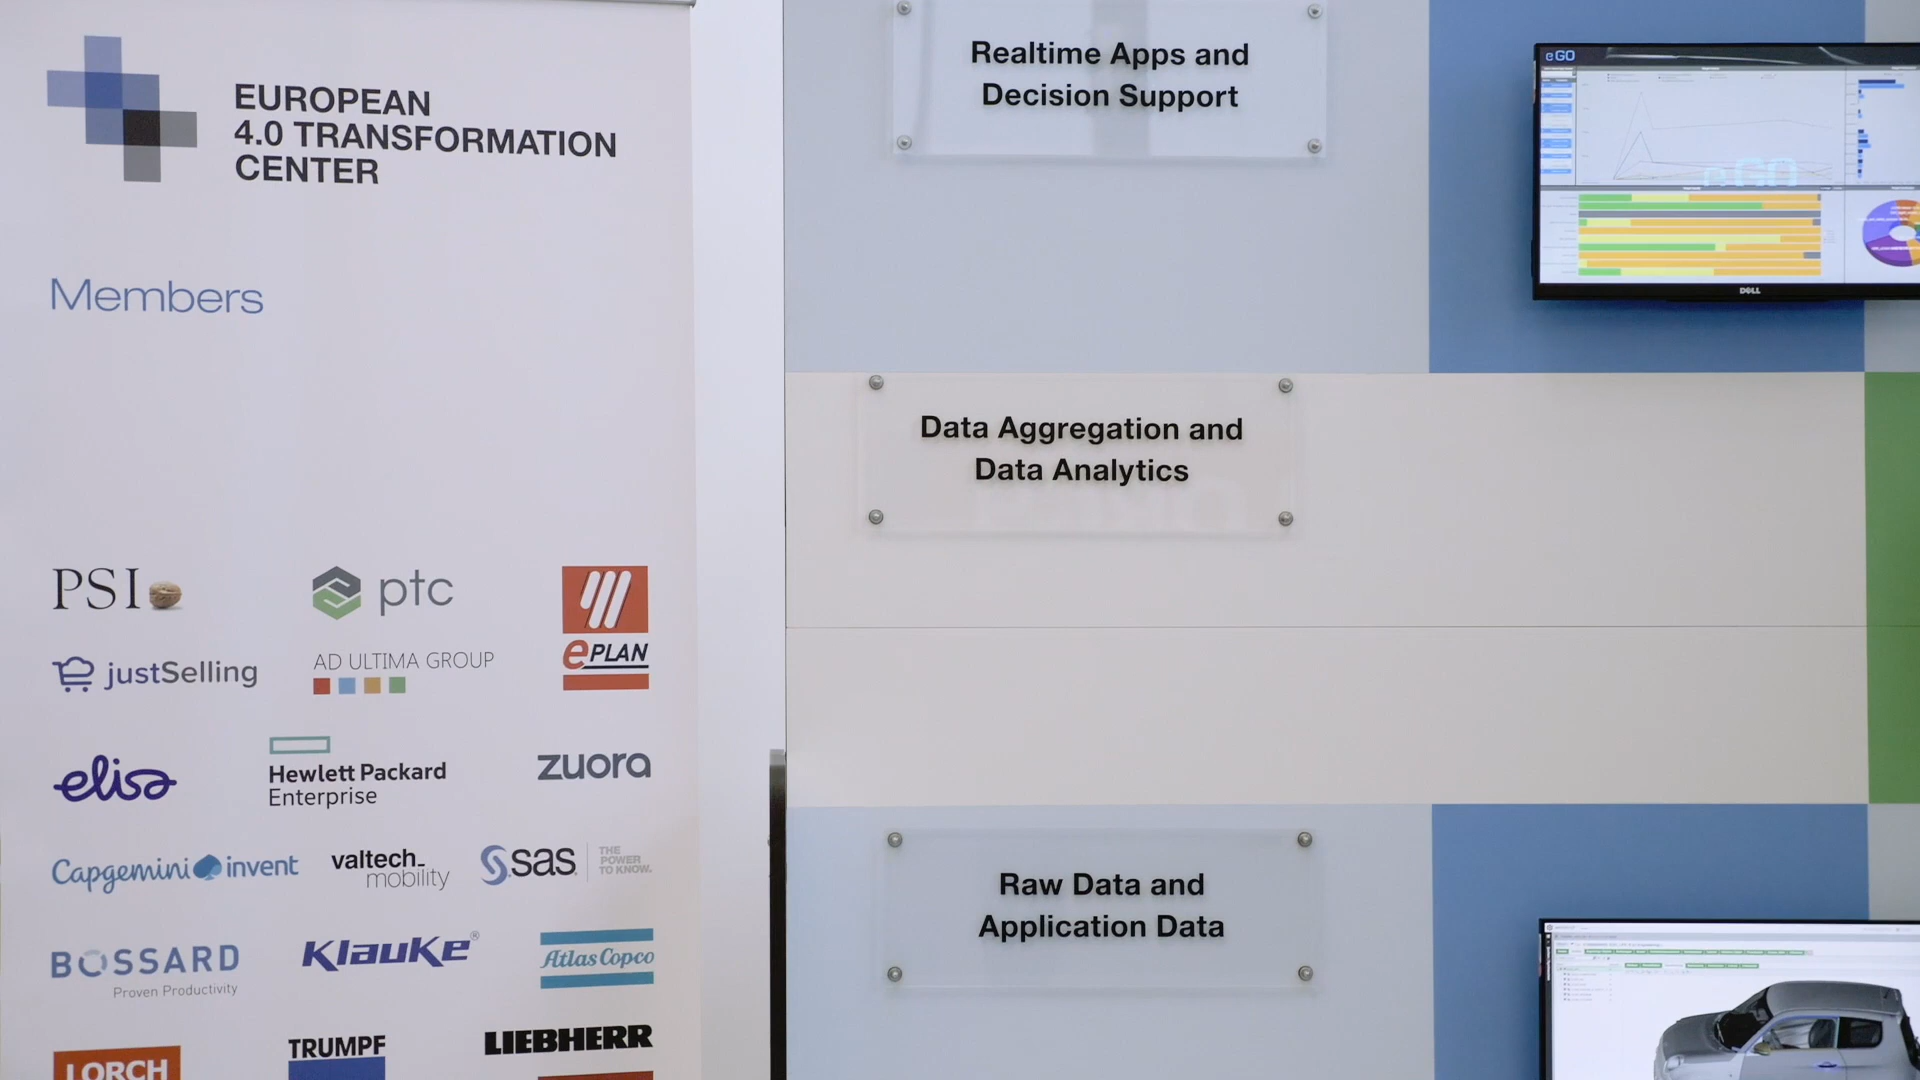 EUROPEAN
4.0 TRANSFORMATION
CENTER
Members
PSI
ptc
justSelling
AD ULTIMA GROUP
ePLAN
elisa
Hewlett Packard
Enterprise
zuora
Capgemini invent
valtech_
mobility
sas
THE
POWER
TO KNOW.
BOSSARD
Proven Productivity
Klauke®
Atlas Copco
LORCH
TRUMPF
LIEBHERR
Realtime Apps and
Decision Support
Data Aggregation and
Data Analytics
Raw Data and
Application Data
e GO
e GO
DELL